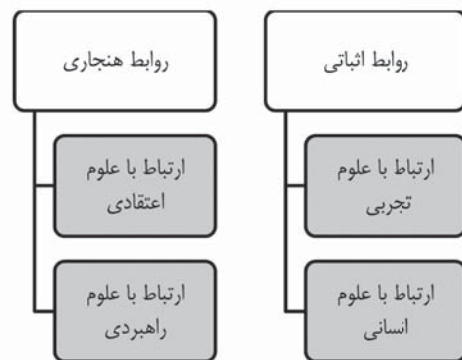 روابط اثباتی
ارتباط با علوم
تجربی
ارتباط با علوم
انسانی
روابط هنجاری
ارتباط با علوم
اعتقادی
ارتباط با علوم
راهبردی